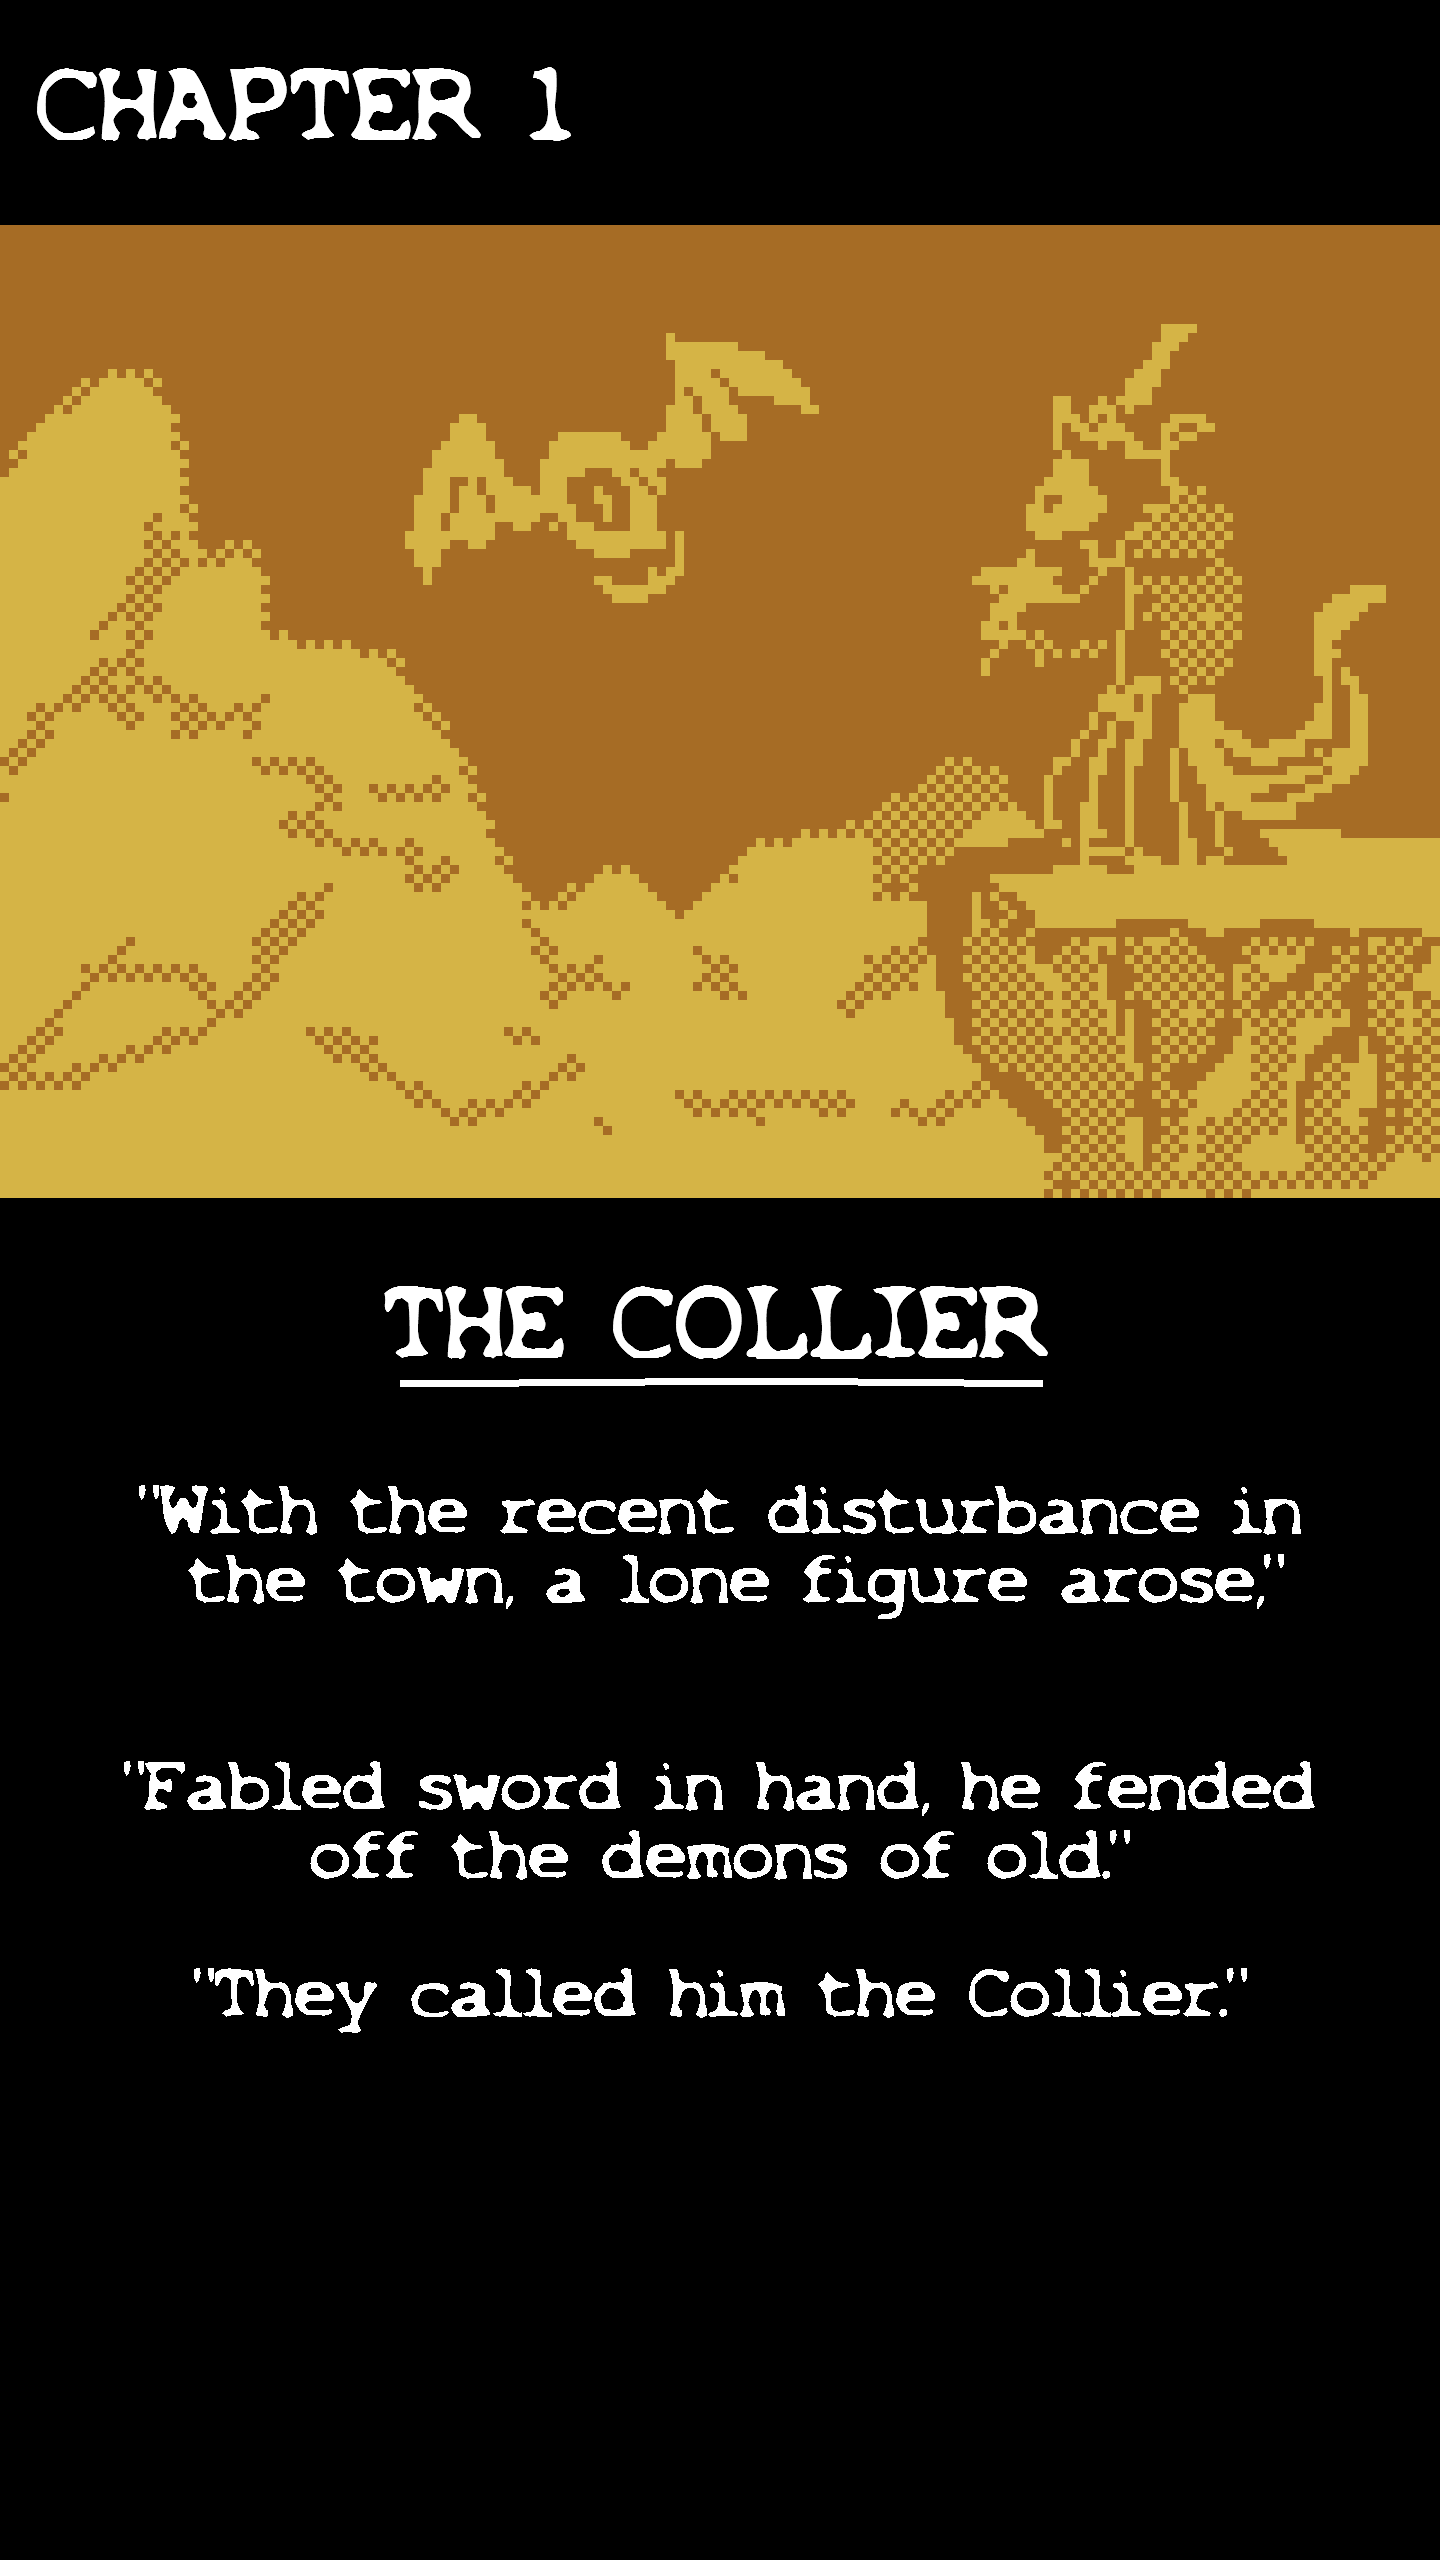 CHAPTER 1
THE COLLIER
"With the recent disturbance in
the town, a lone figure arose,"
"Fabled sword in hand, he fended
off the demons of old."
"They called him the Collier."